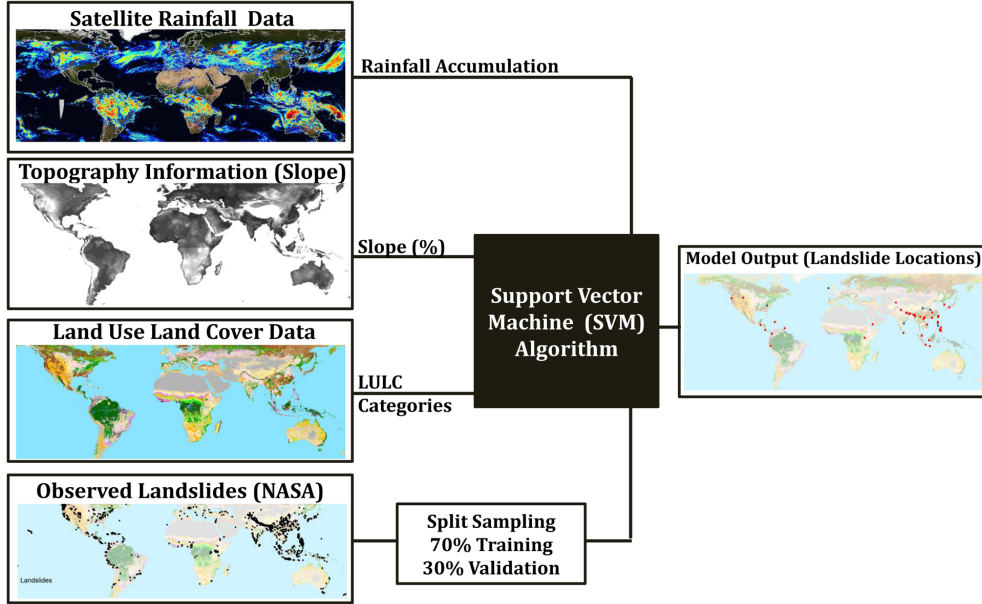 Satellite Rainfall Data
Rainfall Accumulation
Topography Information (Slope)
Slope (%)
Land Use Land Cover Data
LULC
Categories
Observed Landslides (NASA)
Landslides
Split Sampling
70% Training
30% Validation
Support Vector
Machine (SVM)
Algorithm
Model Output (Landslide Locations)